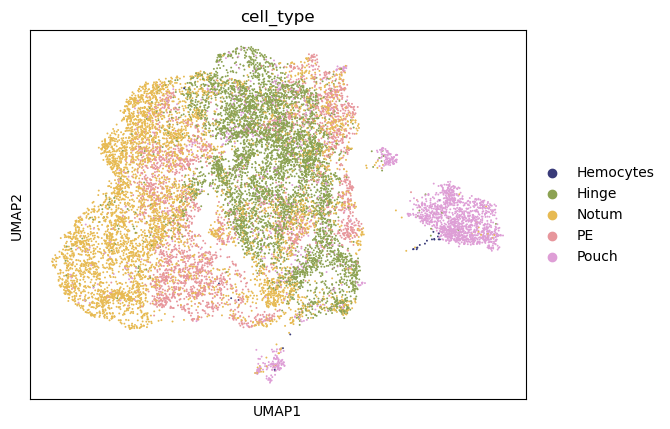 cell_type
UMAP2
UMAP1
Hemocytes
Hinge
Notum
PE
Pouch